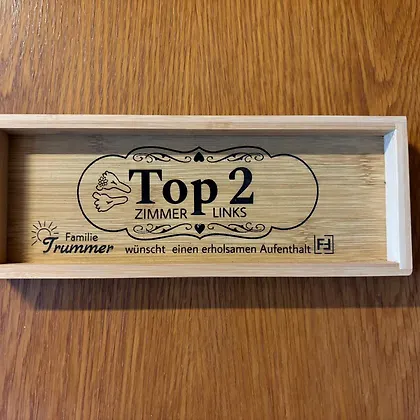 Top 2
ZIMMER LINKS
Familie
Trummer wünscht einen erholsamen Aufenthalt